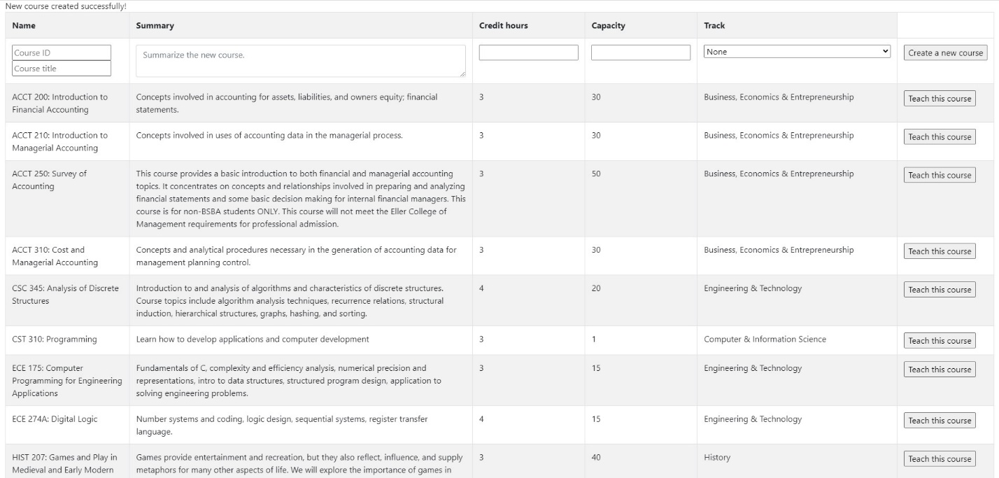 New course created successfully!
Name Summary Credit hours Capacity Track
Course ID
Course title
Summarize the new course.
None
Create a new course
ACCT 200: Introduction to
Financial Accounting
Concepts involved in accounting for assets, liabilities, and owners equity; financial
statements.
3
30
Business, Economics & Entrepreneurship
Teach this course
ACCT 210: Introduction to
Managerial Accounting
Concepts involved in uses of accounting data in the managerial process.
3
30
Business, Economics & Entrepreneurship
Teach this course
ACCT 250: Survey of
Accounting
This course provides a basic introduction to both financial and managerial accounting
topics. It concentrates on concepts and relationships involved in preparing and analyzing
financial statements and some basic decision making for internal financial managers. This
course is for non-BSBA students ONLY. This course will not meet the Eller College of
Management requirements for professional admission.
3
50
Business, Economics & Entrepreneurship
Teach this course
ACCT 310: Cost and
Managerial Accounting
Concepts and analytical procedures necessary in the generation of accounting data for
management planning control.
3
30
Business, Economics & Entrepreneurship
Teach this course
CSC 345: Analysis of Discrete
Structures
Introduction to and analysis of algorithms and characteristics of discrete structures.
Course topics include algorithm analysis techniques, recurrence relations, structural
induction, hierarchical structures, graphs, hashing, and sorting.
4
20
Engineering & Technology
Teach this course
CST 310: Programming
Learn how to develop applications and computer development
3
1
Computer & Information Science
Teach this course
ECE 175: Computer
Programming for Engineering
Applications
Fundamentals of C, complexity and efficiency analysis, numerical precision and
representations, intro to data structures, structured program design, application to
solving engineering problems.
3
15
Engineering & Technology
Teach this course
ECE 274A: Digital Logic
Number systems and coding, logic design, sequential systems, register transfer
language.
4
15
Engineering & Technology
Teach this course
HIST 207: Games and Play in
Medieval and Early Modern
Games provide entertainment and recreation, but they also reflect, influence, and supply
metaphors for many other aspects of life. We will explore the importance of games in
3
40
History
Teach this course